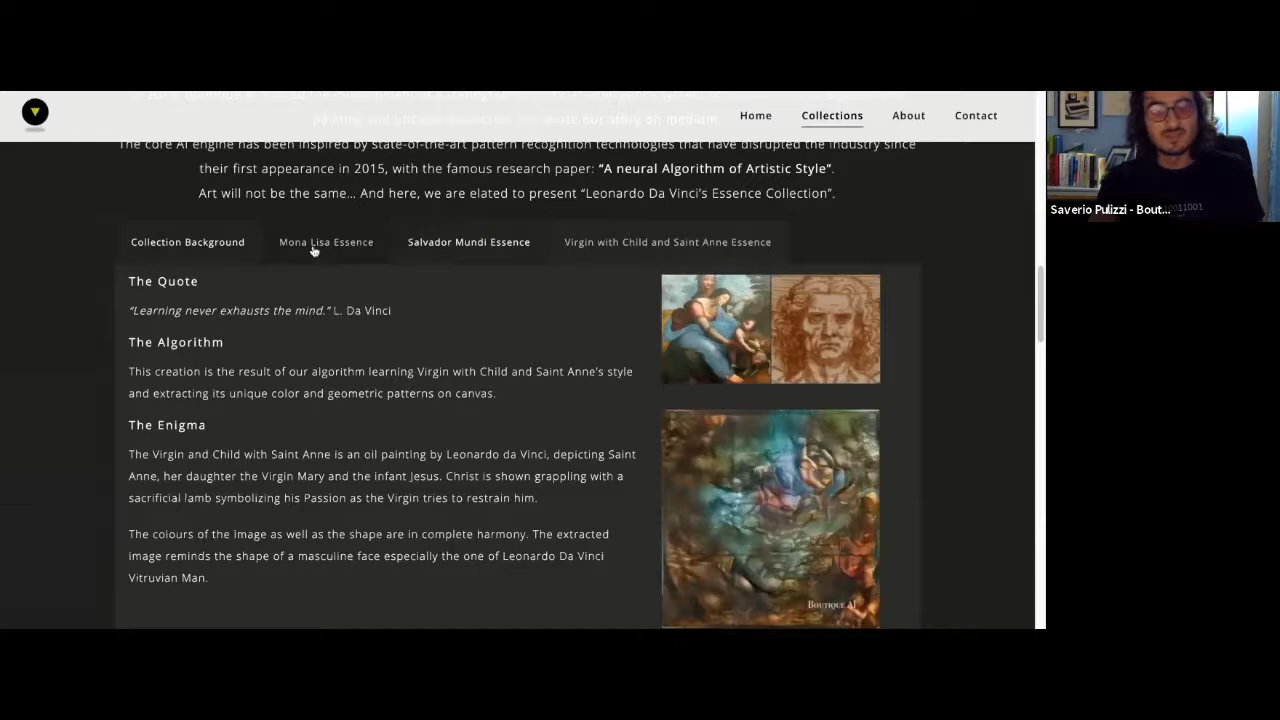 Home
Collections
About
Contact
painting and
our story on medium.
The core AI engine has been inspired by state-of-the-art pattern recognition technologies that have disrupted the industry since
their first appearance in 2015, with the famous research paper: “A neural Algorithm of Artistic Style”.
Art will not be the same... And here, we are elated to present “Leonardo Da Vinci’s Essence Collection”.
Collection Background
Mona Lisa Essence
Salvador Mundi Essence
Virgin with Child and Saint Anne Essence
The Quote
“Learning never exhausts the mind.” L. Da Vinci
The Algorithm
This creation is the result of our algorithm learning Virgin with Child and Saint Anne’s style
and extracting its unique color and geometric patterns on canvas.
The Enigma
The Virgin and Child with Saint Anne is an oil painting by Leonardo da Vinci, depicting Saint
Anne, her daughter the Virgin Mary and the infant Jesus. Christ is shown grappling with a
sacrificial lamb symbolizing his Passion as the Virgin tries to restrain him.
The colours of the image as well as the shape are in complete harmony. The extracted
image reminds the shape of a masculine face especially the one of Leonardo Da Vinci
Vitruvian Man.
BOUTIQUE AI
Saverio Pulizzi - Bout...